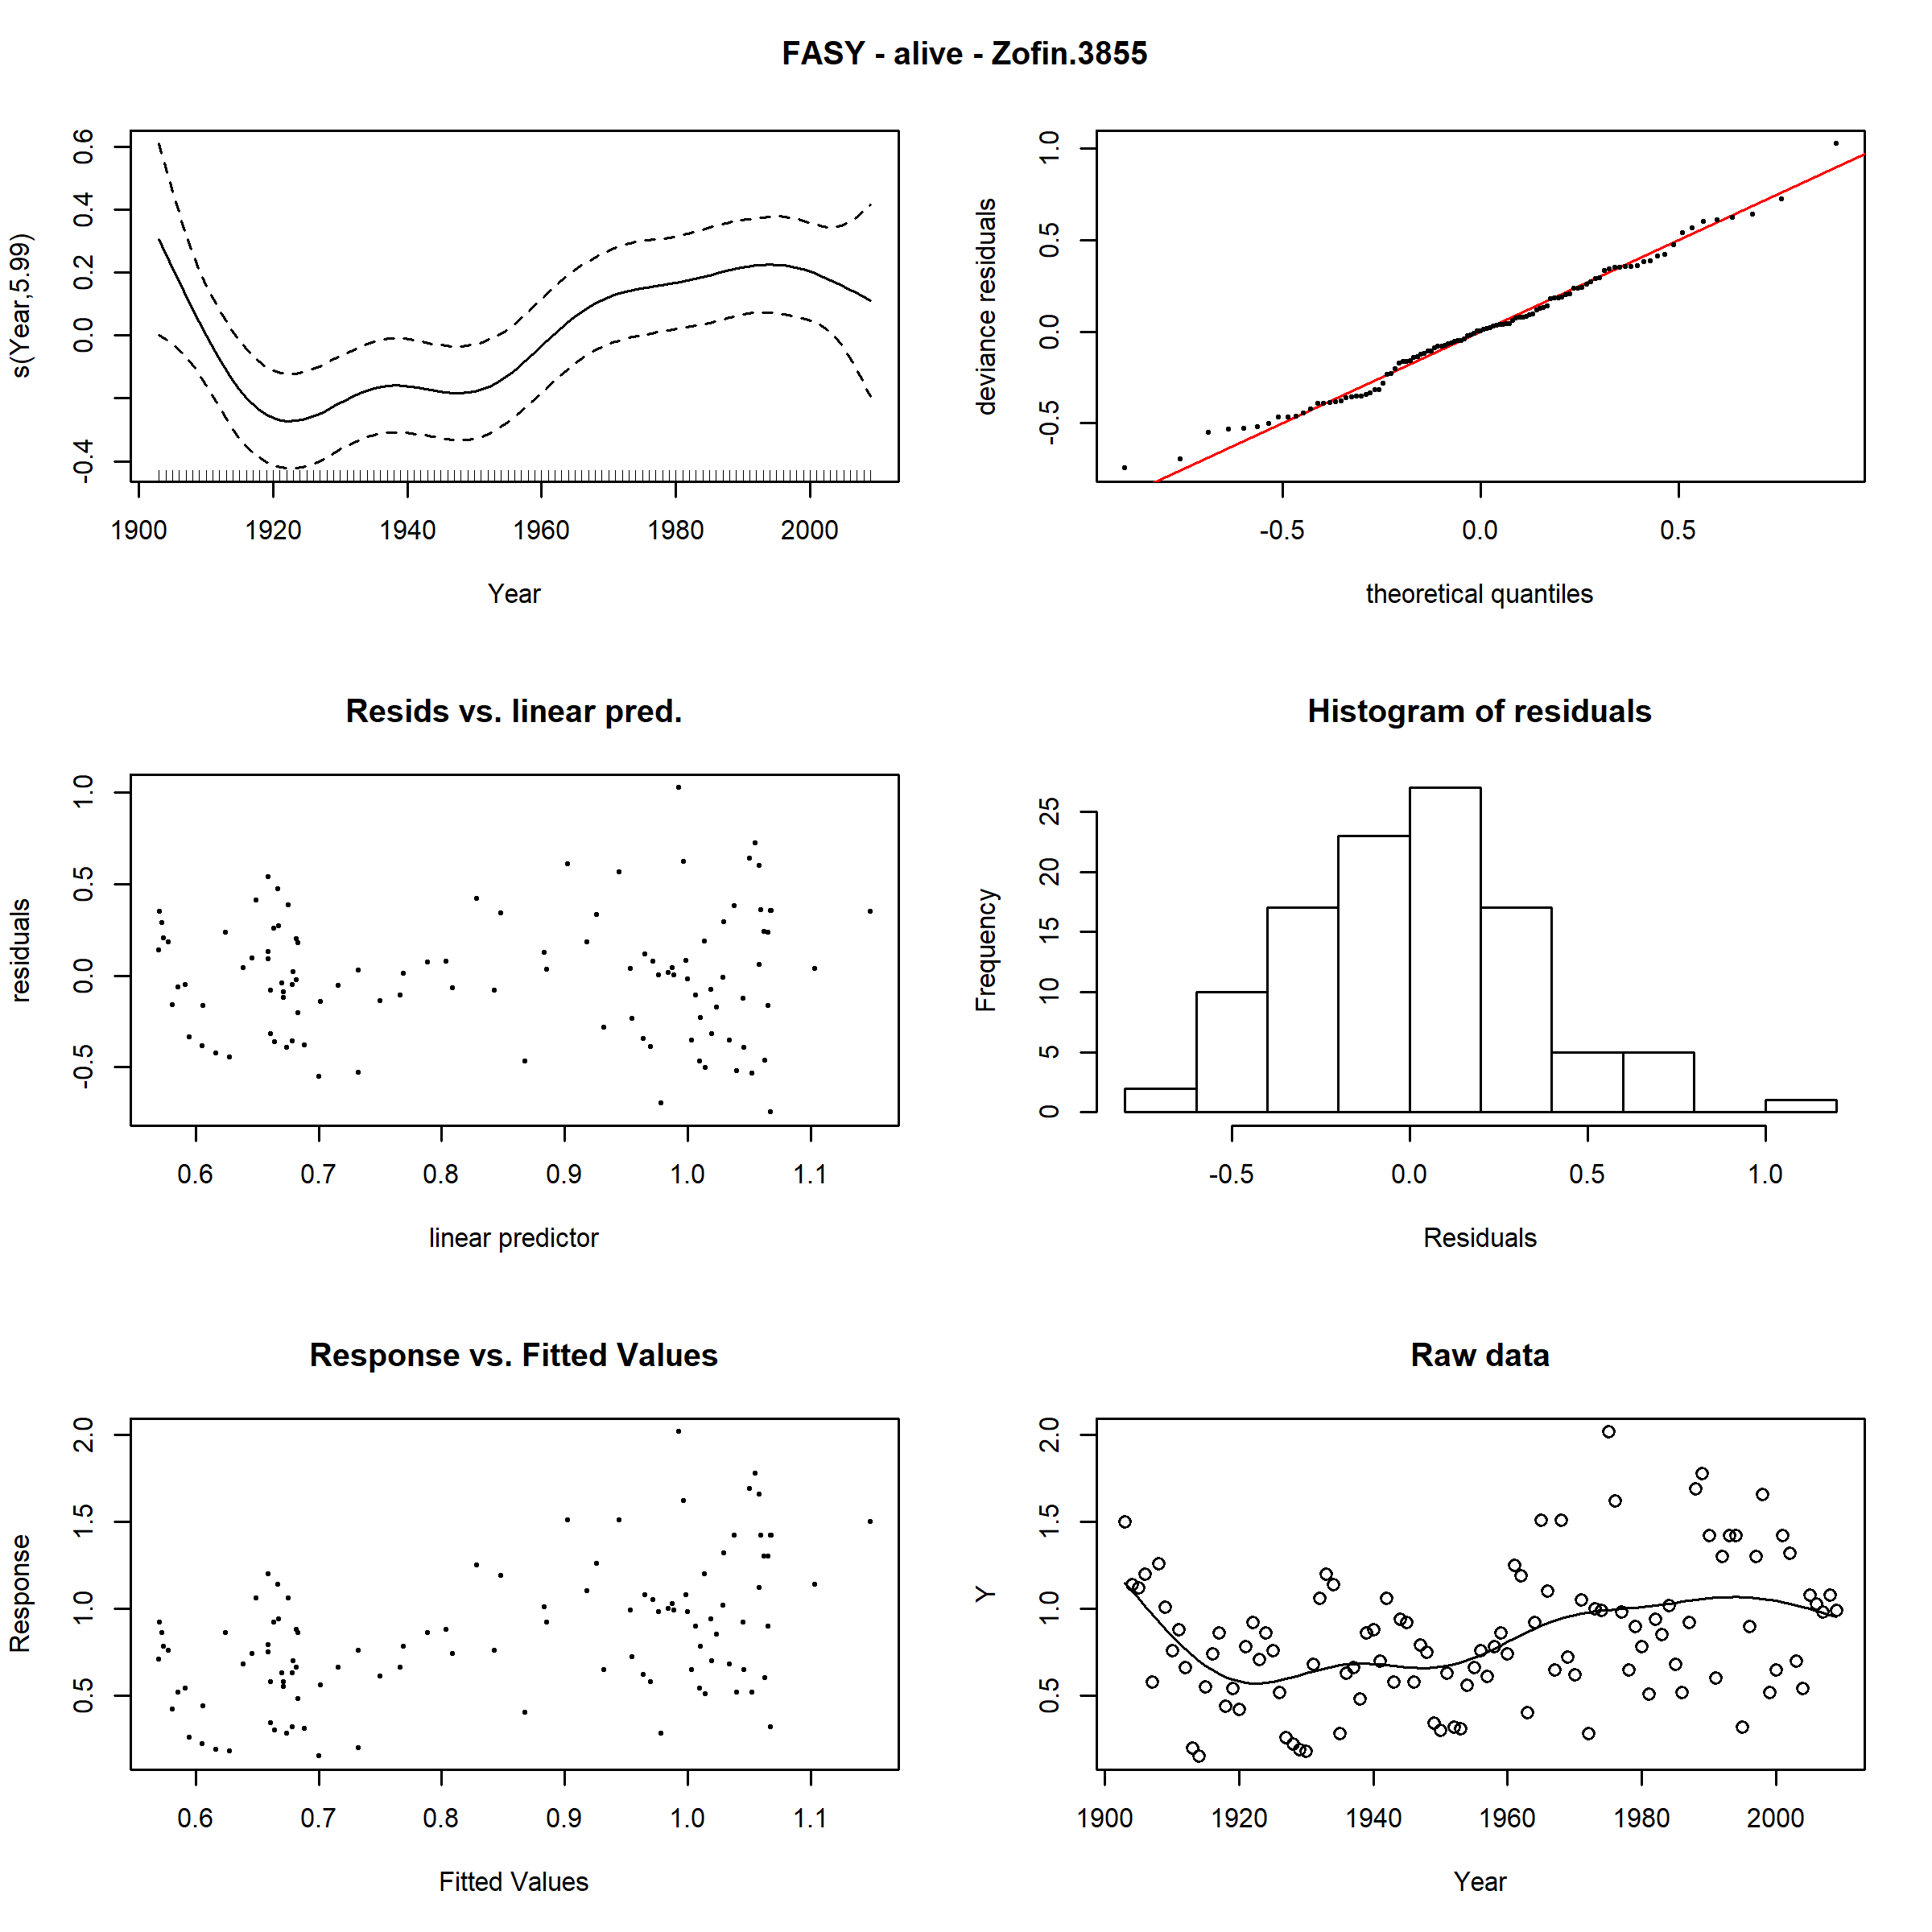 FASY - alive - Zofin.3855
s(Year,5.99)
0.6
0.4
0.2
0.0
-0.4
1900 1920 1940 1960 1980 2000
Year
deviance residuals
1.0
0.5
0.0
-0.5
-0.5 0.0 0.5
theoretical quantiles
Resids vs. linear pred.
residuals
1.0
0.5
0.0
-0.5
0.6 0.7 0.8 0.9 1.0 1.1
linear predictor
Histogram of residuals
Frequency
25
20
15
10
5
0
-0.5 0.0 0.5 1.0
Residuals
Response vs. Fitted Values
Response
2.0
1.5
1.0
0.5
0.6 0.7 0.8 0.9 1.0 1.1
Fitted Values
Raw data
Y
2.0
1.5
1.0
0.5
1900 1920 1940 1960 1980 2000
Year